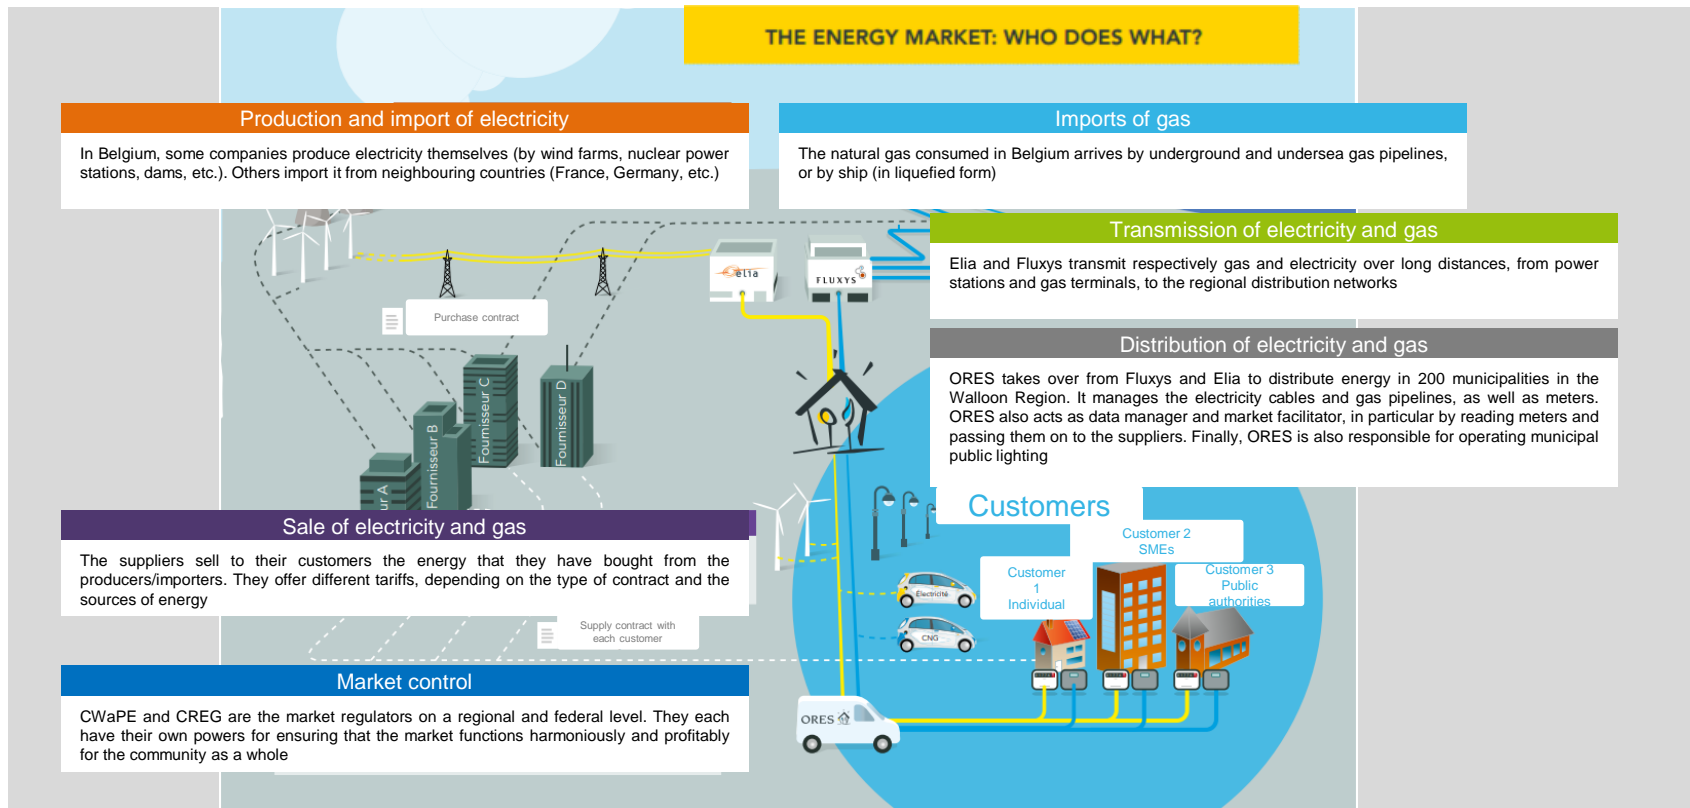 THE ENERGY MARKET: WHO DOES WHAT?
Production and import of electricity
In Belgium, some companies produce electricity themselves (by wind farms, nuclear power
stations, dams, etc.). Others import it from neighbouring countries (France, Germany, etc.)
Imports of gas
The natural gas consumed in Belgium arrives by underground and undersea gas pipelines,
or by ship (in liquefied form)
Transmission of electricity and gas
Elia and Fluxys transmit respectively gas and electricity over long distances, from power
stations and gas terminals, to the regional distribution networks
elia
FLUXYS
Purchase contract
Distribution of electricity and gas
ORES takes over from Fluxys and Elia to distribute energy in 200 municipalities in the
Walloon Region. It manages the electricity cables and gas pipelines, as well as meters.
ORES also acts as data manager and market facilitator, in particular by reading meters and
passing them on to the suppliers. Finally, ORES is also responsible for operating municipal
public lighting
ur A
Fournisseur B
Fournisseur C
Fournisseur D
Sale of electricity and gas
The suppliers sell to their customers the energy that they have bought from the
producers/importers. They offer different tariffs, depending on the type of contract and the
sources of energy
Customers
Customer 2
SMEs
Customer
1
Individual
Customer 3
Public
authorities
Électricité
CNG
Supply contract with
each customer
Market control
CWaPE and CREG are the market regulators on a regional and federal level. They each
have their own powers for ensuring that the market functions harmoniously and profitably
for the community as a whole
ORES